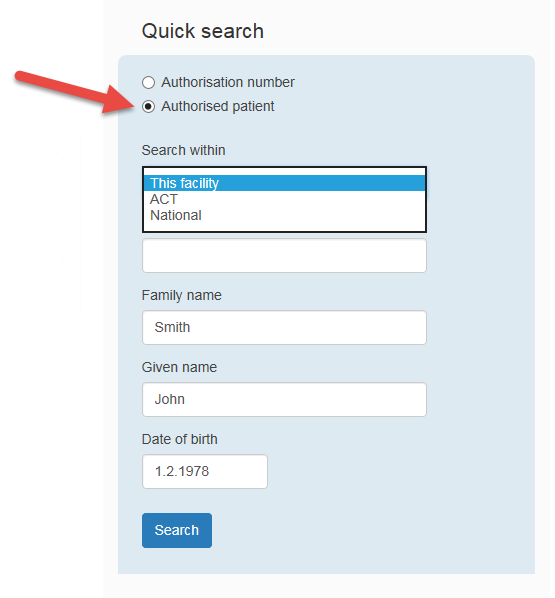 Quick search
Authorisation number
Authorised patient
Search within
This facility
ACT
National
Family name
Smith
Given name
John
Date of birth
1.2.1978
Search